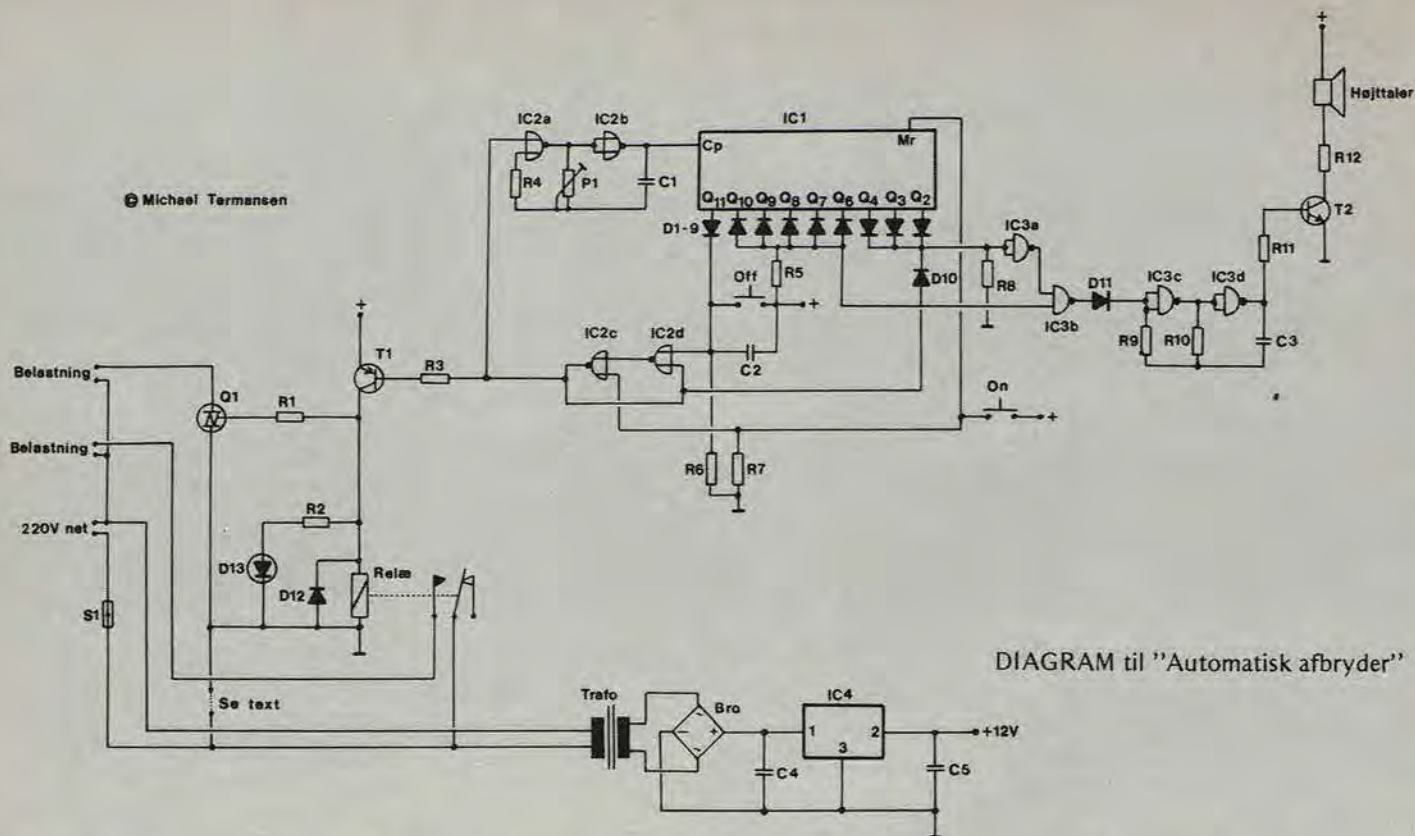 +
Højttaler
R12
T2
R11
IC2a
IC2b
IC1
Cp
Mr
R4
P1
C1
© Michael Termansen
Q11 Q10 Q9 Q8 Q7 Q6 Q4 Q3 Q2
D1-9
IC3a
R5
Off
+
D10
R8
IC3b
D11
IC3c
IC3d
R9
R10
C3
IC2c
IC2d
C2
+
T1
R3
Belastning
Q1
R1
On
+
Belastning
R6
R7
220V net
R2
D13
D12
Relæ
S1
DIAGRAM til "Automatisk afbryder"
Se text
Trafo
Bro
IC4
1
2
3
+12V
C4
C5